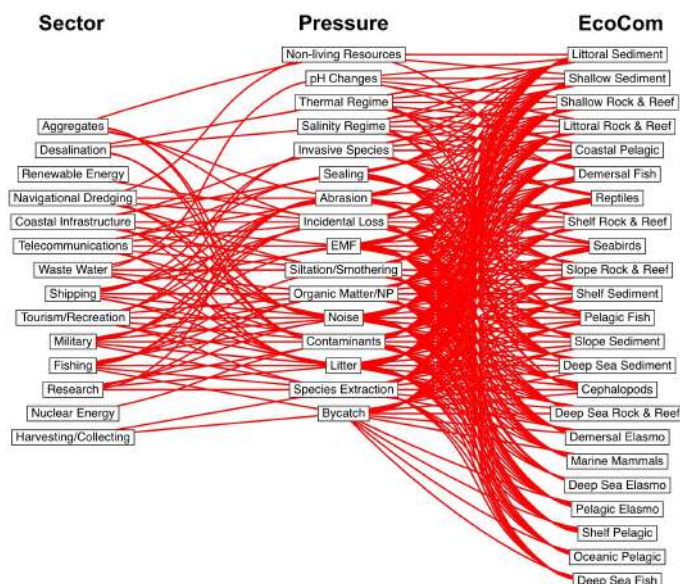 Sector Pressure EcoCom
Aggregates
Desalination
Renewable Energy
Navigational Dredging
Coastal Infrastructure
Telecommunications
Waste Water
Shipping
Tourism/Recreation
Military
Fishing
Research
Nuclear Energy
Harvesting/Collecting
Non-living Resources
pH Changes
Thermal Regime
Salinity Regime
Invasive Species
Sealing
Abrasion
Incidental Loss
EMF
Siltation/Smothering
Organic Matter/NP
Noise
Contaminants
Litter
Species Extraction
Bycatch
Littoral Sediment
Shallow Sediment
Shallow Rock & Reef
Littoral Rock & Reef
Coastal Pelagic
Demersal Fish
Reptiles
Shelf Rock & Reef
Seabirds
Slope Rock & Reef
Shelf Sediment
Pelagic Fish
Slope Sediment
Deep Sea Sediment
Cephalopods
Deep Sea Rock & Reef
Demersal Elasmo
Marine Mammals
Deep Sea Elasmo
Pelagic Elasmo
Shelf Pelagic
Oceanic Pelagic
Deep Sea Fish